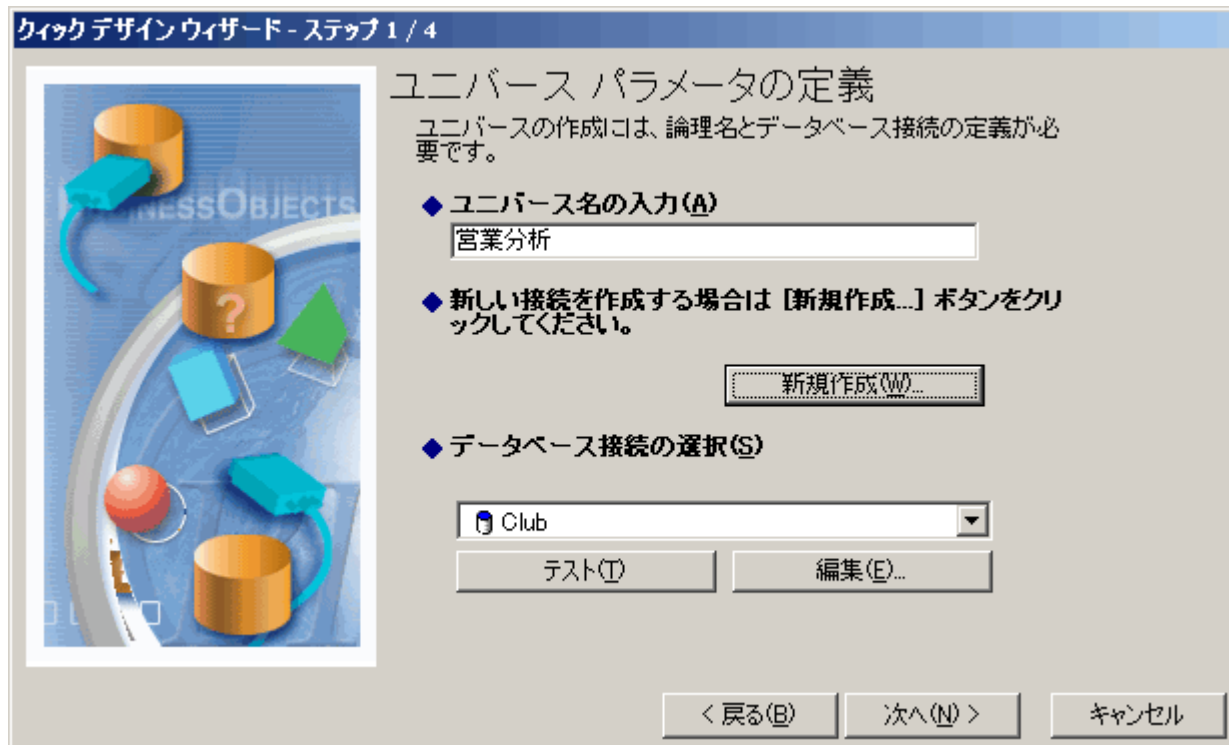 クィック デザイン ウィザード - ステップ 1 / 4
ユニバース パラメータの定義
ユニバースの作成には、論理名とデータベース接続の定義が必
要です。
ユニバース名の入力(A)
営業分析
新しい接続を作成する場合は [新規作成...] ボタンをクリ
ックしてください。
新規作成(W)...
データベース接続の選択(S)
Club
テスト(T)
編集(E)...
< 戻る(B)
次へ(N) >
キャンセル